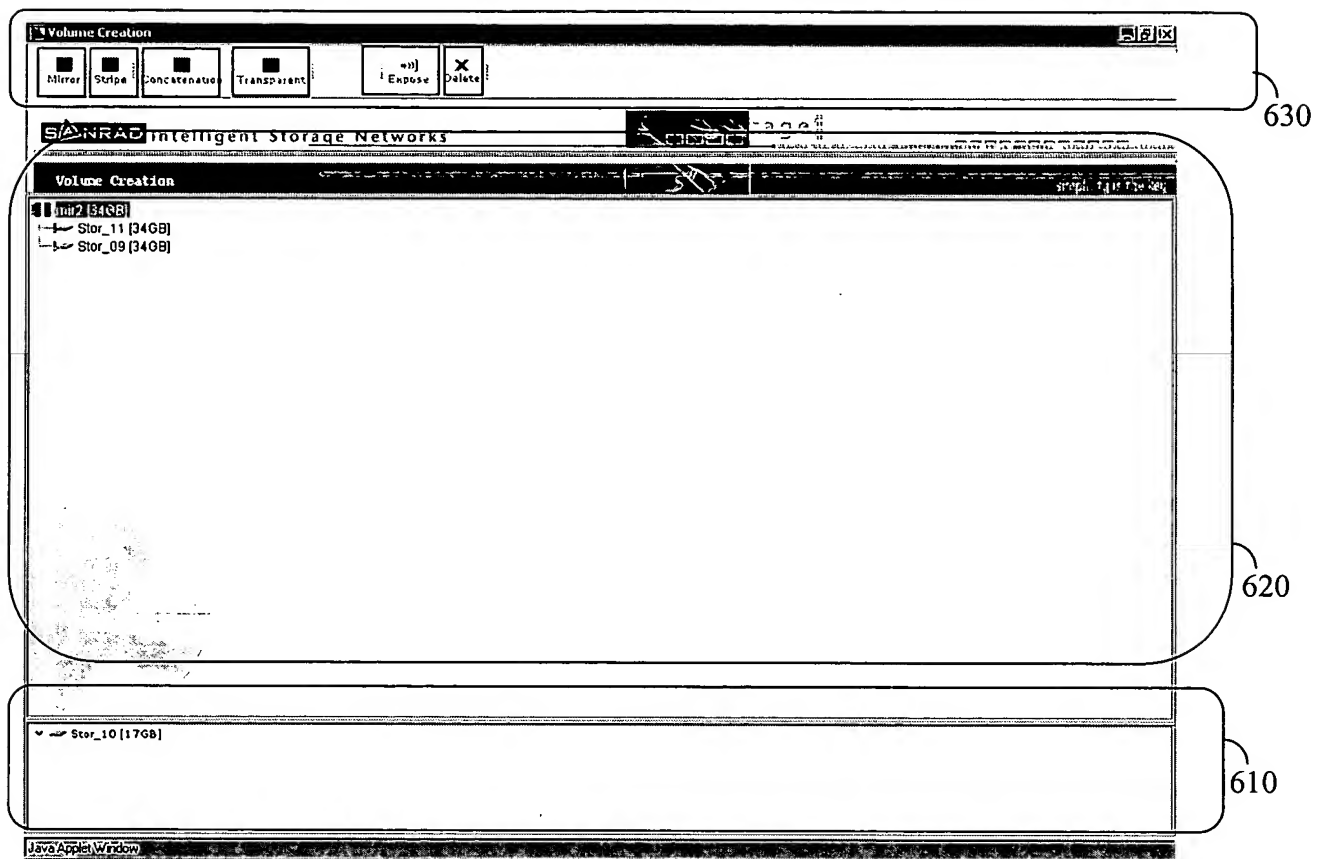 Volume Creation
Mirror Stripe Concatenation Transparent Expose Delete
630
SANRAD Intelligent Storage Networks
Volume Creation
mir2 [34GB]
Stor_11 [34GB]
Stor_09 [34GB]
620
Stor_10 [17GB]
610
Java Applet Window